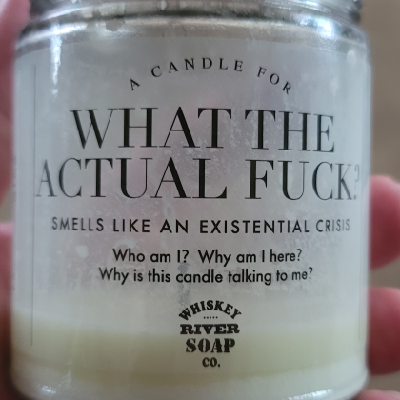 A CANDLE FOR
WHAT THE
ACTUAL FUCK?
SMELLS LIKE AN EXISTENTIAL CRISIS
Who am I? Why am I here?
Why is this candle talking to me?
WHISKEY
RIVER
SOAP
CO.